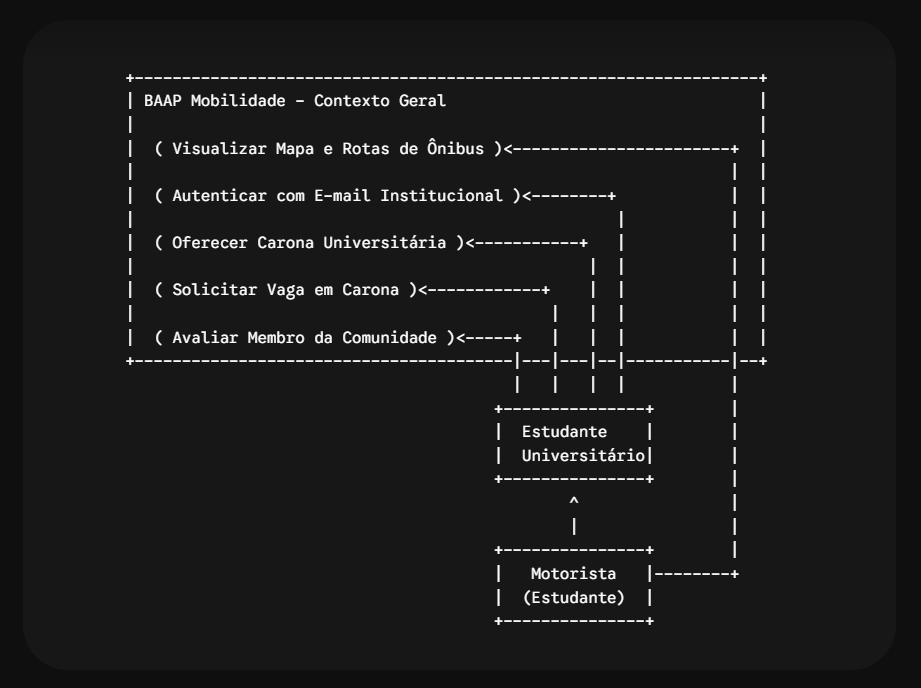 BAAP Mobilidade - Contexto Geral
( Visualizar Mapa e Rotas de Ônibus )
( Autenticar com E-mail Institucional )
( Oferecer Carona Universitária )
( Solicitar Vaga em Carona )
( Avaliar Membro da Comunidade )
Estudante
Universitário
Motorista
(Estudante)